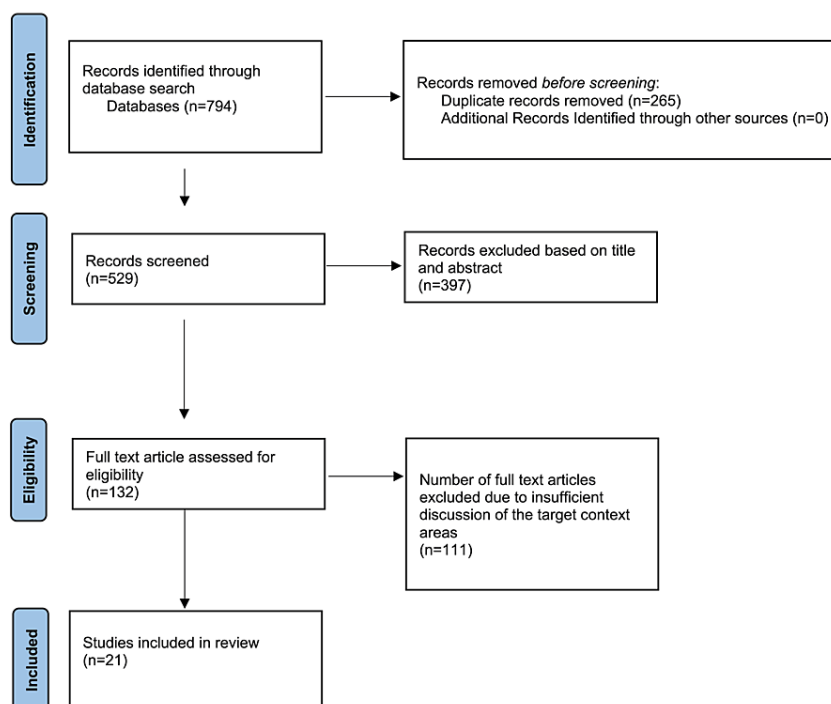 Identification
Records identified through
database search
Databases (n=794)
Records removed before screening:
Duplicate records removed (n=265)
Additional Records Identified through other sources (n=0)
Screening
Records screened
(n=529)
Records excluded based on title
and abstract
(n=397)
Eligibility
Full text article assessed for
eligibility
(n=132)
Number of full text articles
excluded due to insufficient
discussion of the target context
areas
(n=111)
Included
Studies included in review
(n=21)